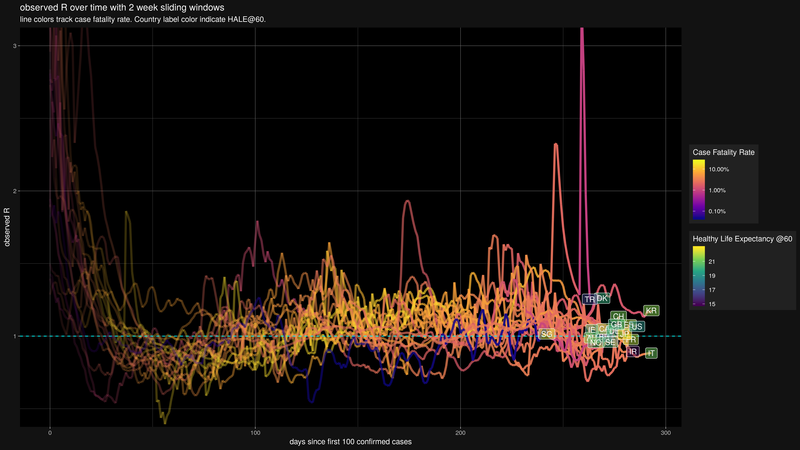 observed R over time with 2 week sliding windows
line colors track case fatality rate. Country label color indicate HALE@60.
3
2
1
observed R
0
100
200
300
days since first 100 confirmed cases
Case Fatality Rate
10.00%
1.00%
0.10%
Healthy Life Expectancy @60
21
19
17
15
TR
DK
KR
CH
US
SG
SE
IR
IT